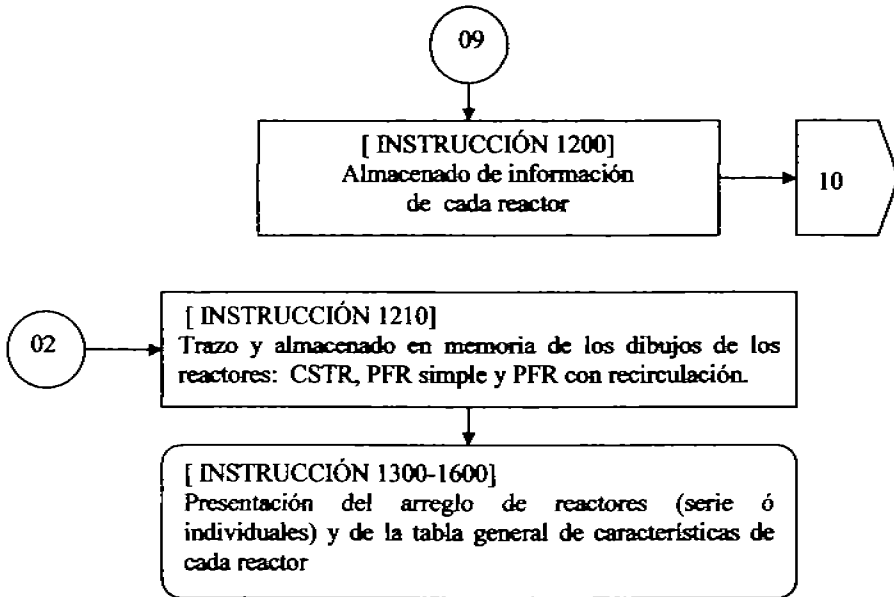 09
[ INSTRUCCIÓN 1200]
Almacenado de información
de cada reactor
10
02
[ INSTRUCCIÓN 1210]
Trazo y almacenado en memoria de los dibujos de los
reactores: CSTR, PFR simple y PFR con recirculación.
[ INSTRUCCIÓN 1300-1600]
Presentación del arreglo de reactores (serie ó
individuales) y de la tabla general de características de
cada reactor